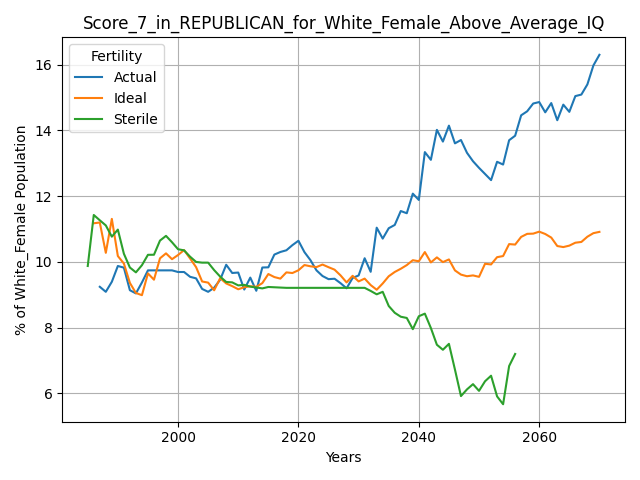 Score_7_in_REPUBLICAN_for_White_Female_Above_Average_IQ
Fertility
Actual
Ideal
Sterile
% of White_Female Population
16
14
12
10
8
6
2000
2020
2040
2060
Years